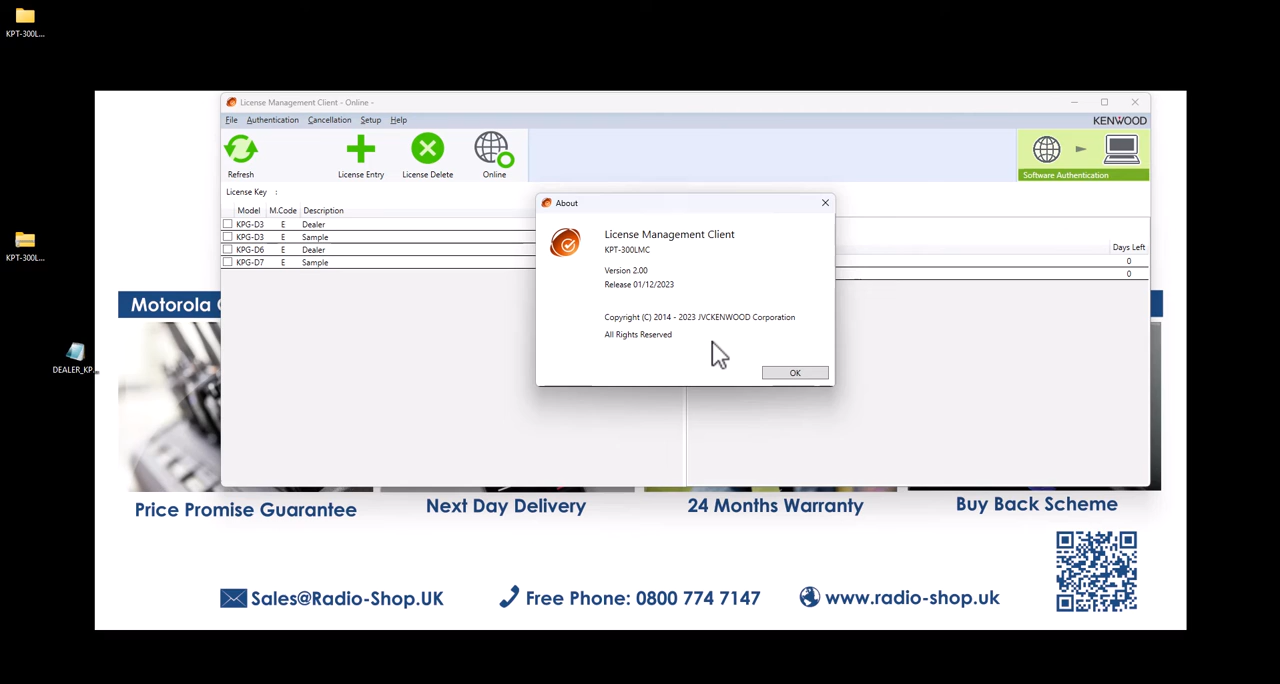 KPT-300L...
License Management Client - Online -
File Authentication Cancellation Setup Help
KENWOOD
Refresh License Entry License Delete Online
Software Authentication
License Key :
About
Model M.Code Description
KPG-D3 E Dealer
KPG-D3 E Sample
KPG-D6 E Dealer
KPG-D7 E Sample
License Management Client
KPT-300LMC
Version 2.00
Release 01/12/2023
Copyright (C) 2014 - 2023 JVCKENWOOD Corporation
All Rights Reserved
OK
Days Left
0
0
KPT-300L...
DEALER_KP...
Motorola
Price Promise Guarantee
Next Day Delivery
24 Months Warranty
Buy Back Scheme
Sales@Radio-Shop.UK
Free Phone: 0800 774 7147
www.radio-shop.uk